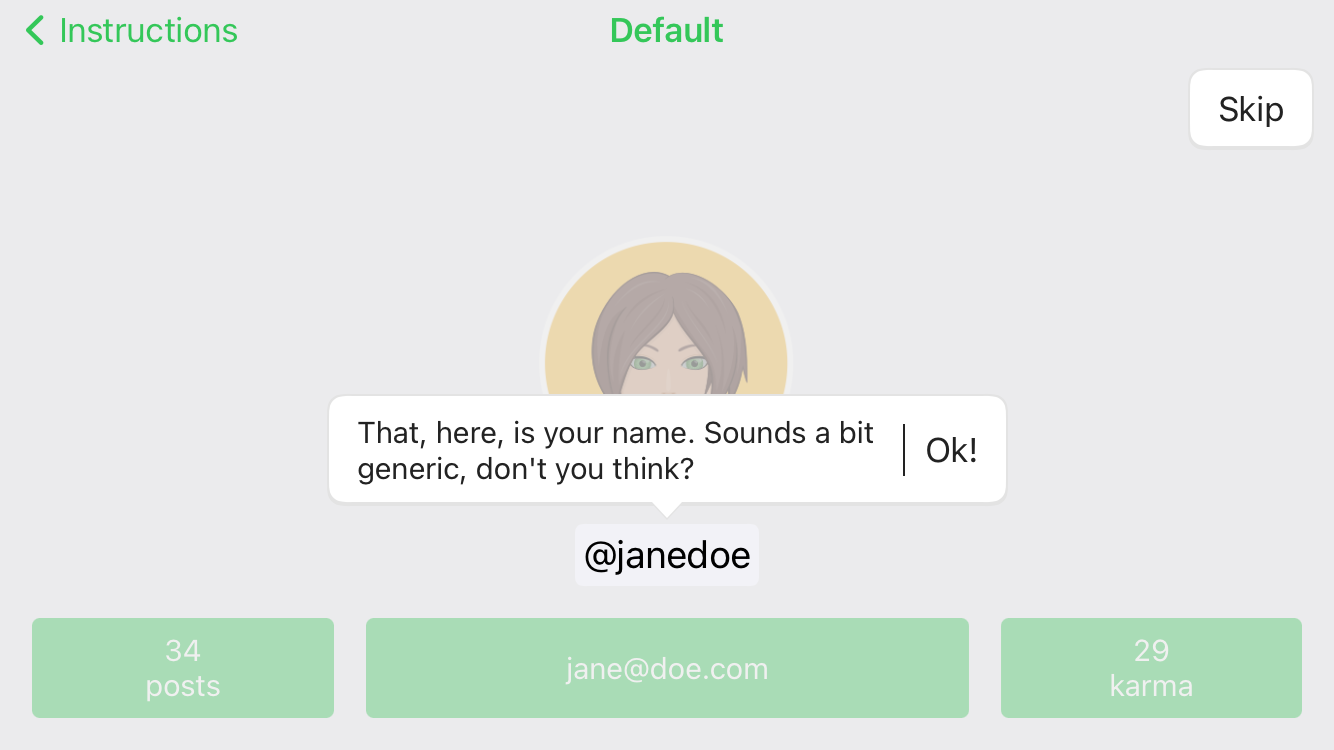 Instructions
Default
Skip
That, here, is your name. Sounds a bit
generic, don't you think?
Ok!
@janedoe
34
posts
jane@doe.com
29
karma